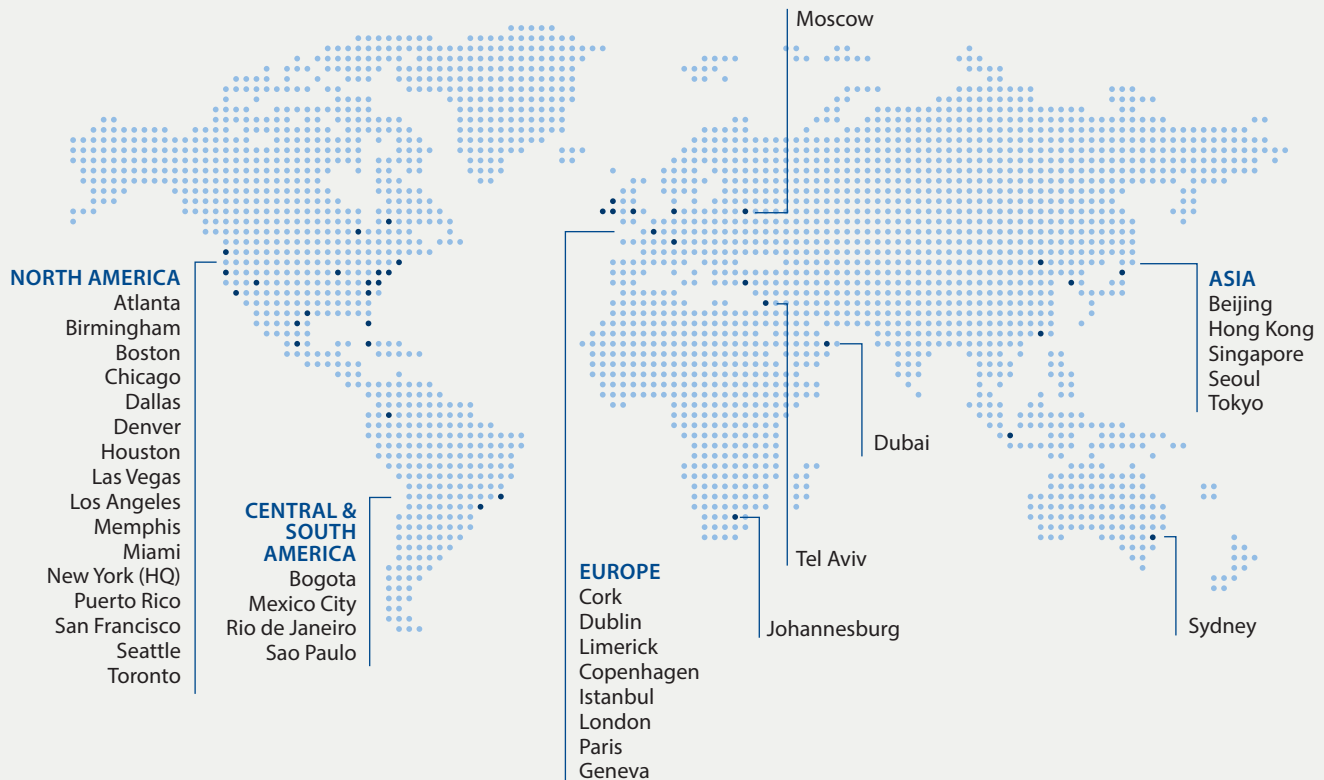 Moscow
NORTH AMERICA
Atlanta
Birmingham
Boston
Chicago
Dallas
Denver
Houston
Las Vegas
Los Angeles
Memphis
Miami
New York (HQ)
Puerto Rico
San Francisco
Seattle
Toronto
CENTRAL &
SOUTH
AMERICA
Bogota
Mexico City
Rio de Janeiro
Sao Paulo
EUROPE
Cork
Dublin
Limerick
Copenhagen
Istanbul
London
Paris
Geneva
Tel Aviv
Johannesburg
Dubai
ASIA
Beijing
Hong Kong
Singapore
Seoul
Tokyo
Sydney